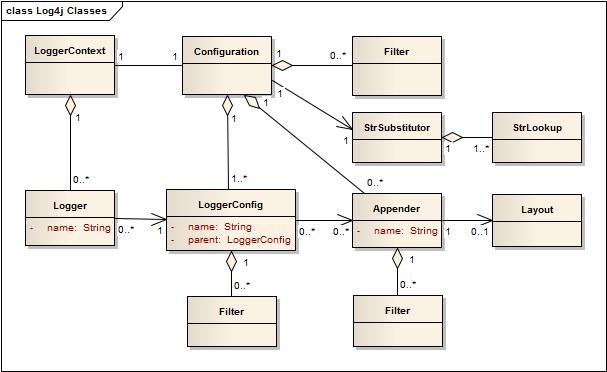 class Log4j Classes
LoggerContext
1
1
Configuration
1
0..*
Filter
1
1
1
1
1
StrSubstitutor
1
1..*
StrLookup
0..*
1..*
0..*
Logger
- name: String
0..*
1
LoggerConfig
- name: String
- parent: LoggerConfig
0..*
0..*
Appender
- name: String
1
0..1
Layout
1
0..*
Filter
1
0..*
Filter